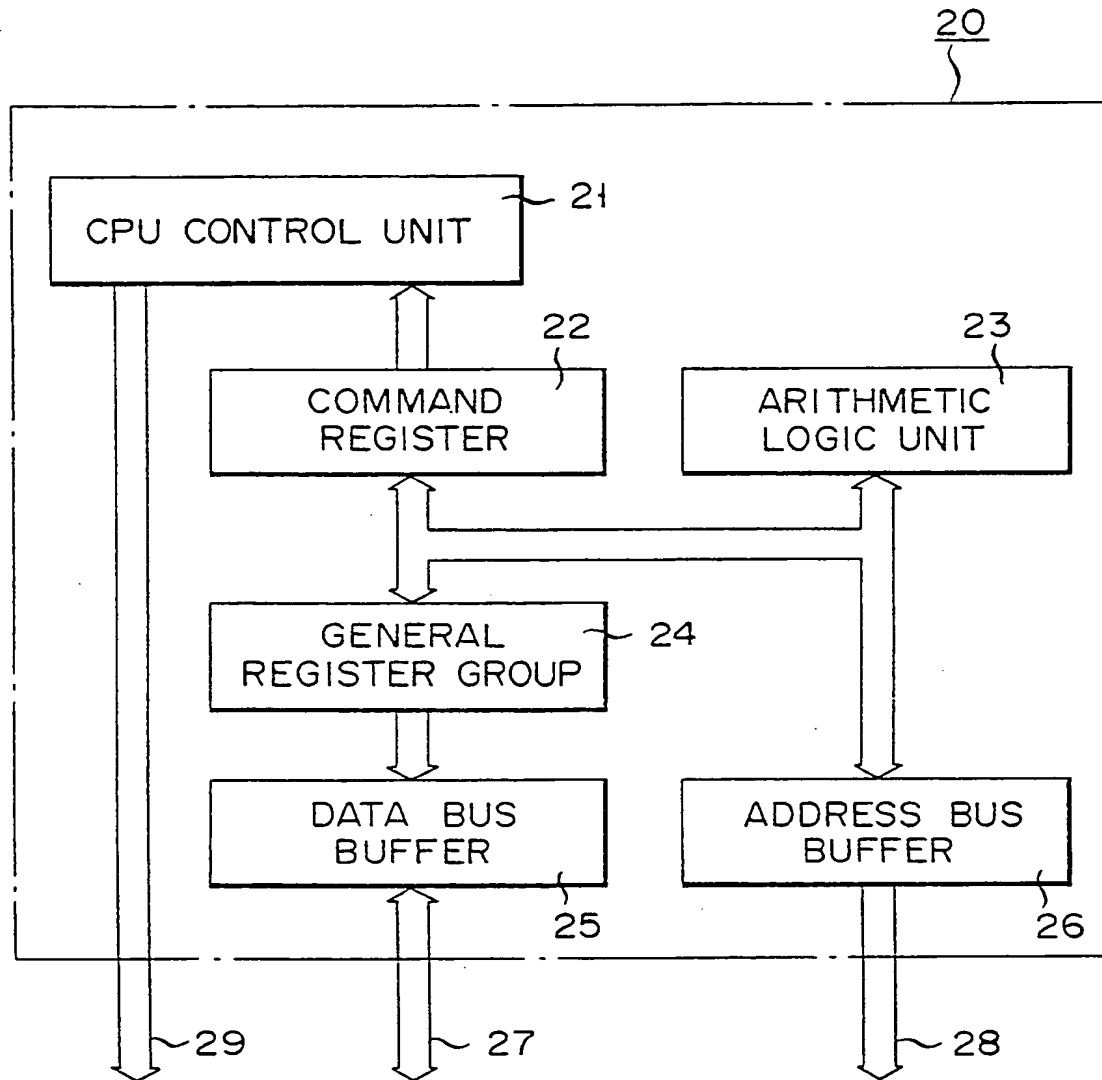 20
CPU CONTROL UNIT
21
22
COMMAND
REGISTER
23
ARITHMETIC
LOGIC UNIT
GENERAL
REGISTER GROUP
24
DATA BUS
BUFFER
25
ADDRESS BUS
BUFFER
26
29
27
28